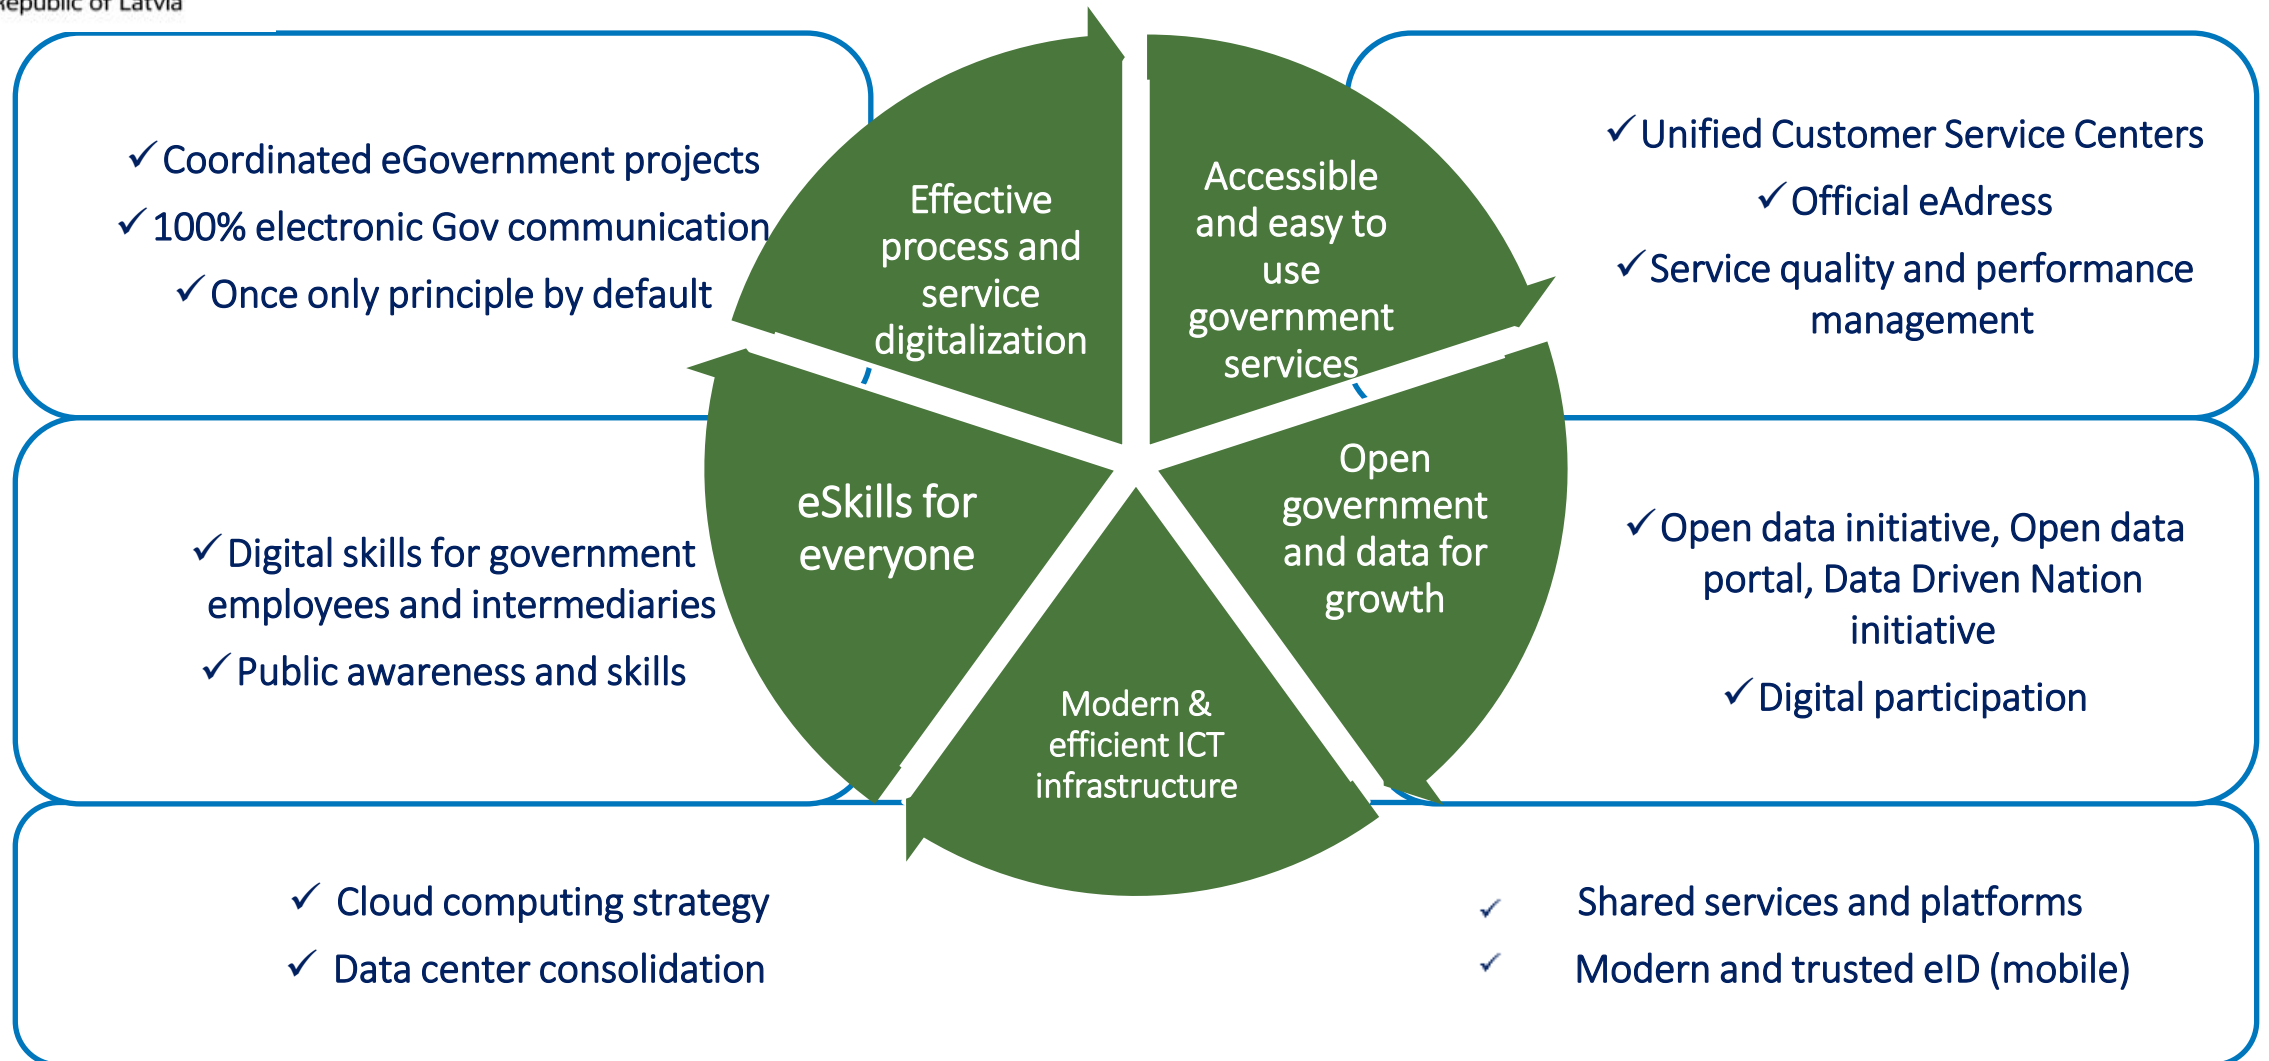 Republic of Latvia
✓ Coordinated eGovernment projects
✓ 100% electronic Gov communication
✓ Once only principle by default
Effective
process and
service
digitalization
Accessible
and easy to
use
government
services
✓ Unified Customer Service Centers
✓ Official eAdress
✓ Service quality and performance
management
✓ Digital skills for government
employees and intermediaries
✓ Public awareness and skills
eSkills for
everyone
Open
government
and data for
growth
✓ Open data initiative, Open data
portal, Data Driven Nation
initiative
✓ Digital participation
Modern &
efficient ICT
infrastructure
✓ Cloud computing strategy
✓ Data center consolidation
✓ Shared services and platforms
✓ Modern and trusted eID (mobile)